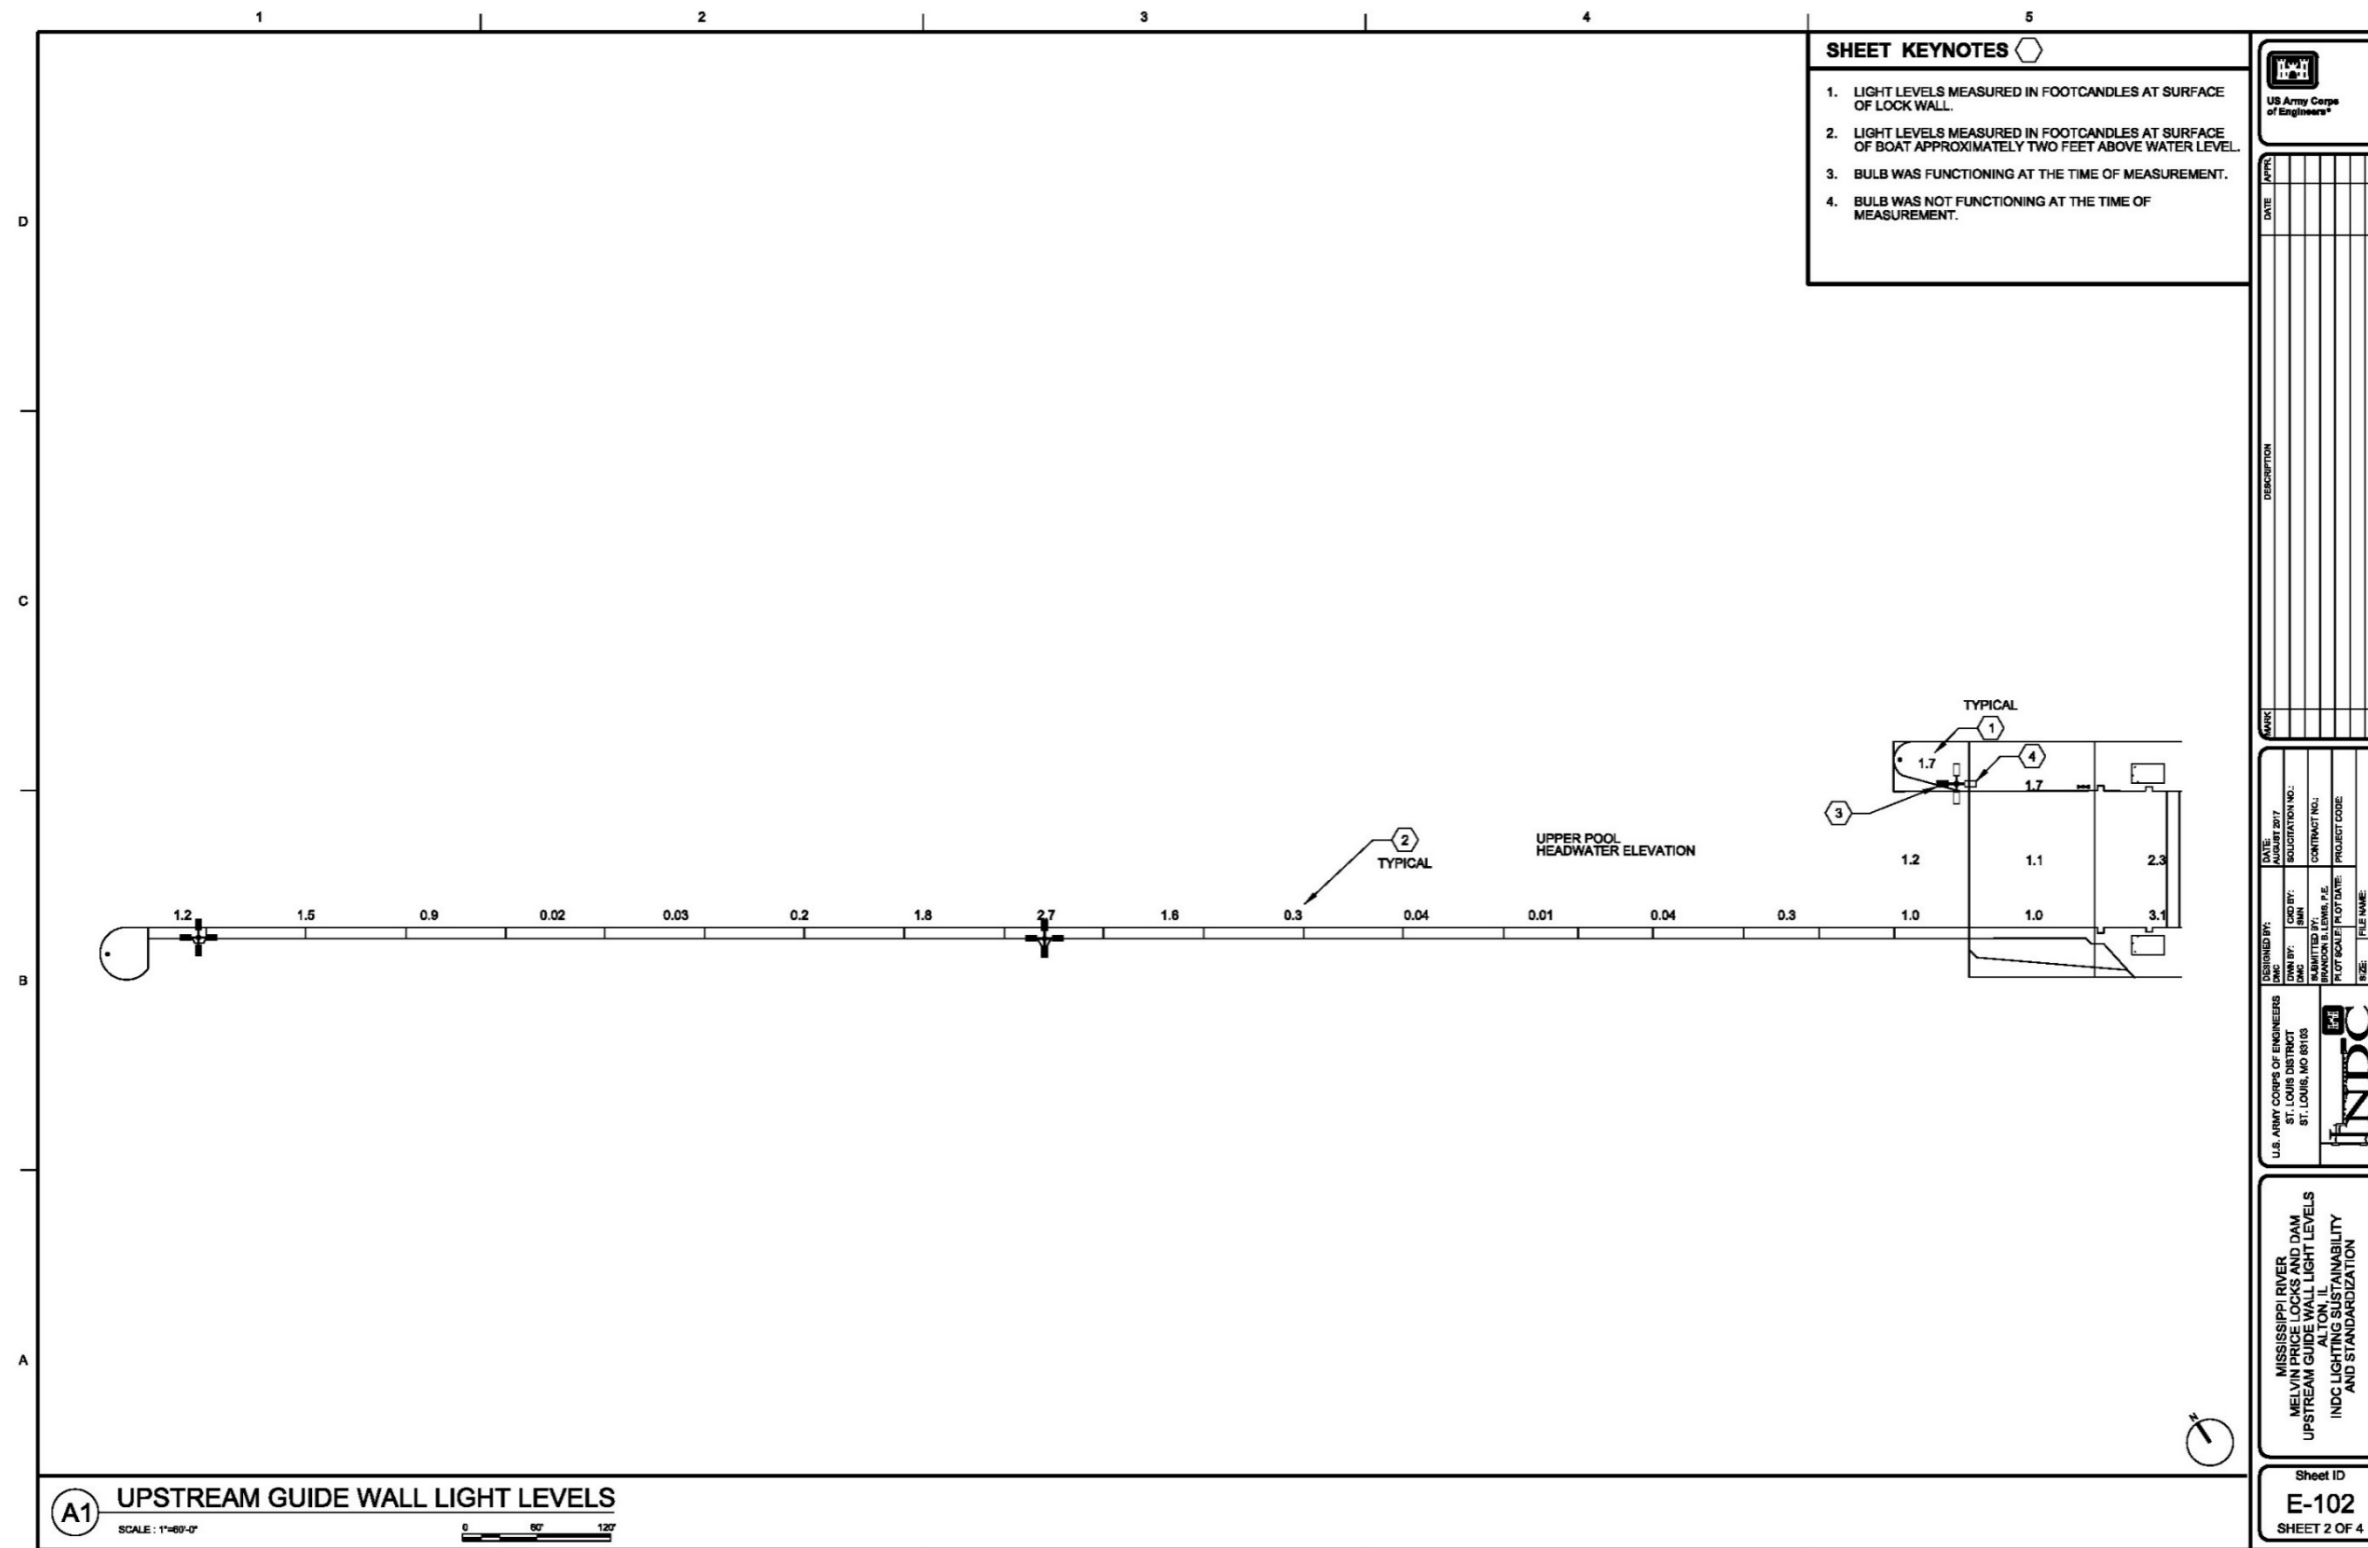 1 2 3 4 5
D
C
B
A
SHEET KEYNOTES
1. LIGHT LEVELS MEASURED IN FOOTCANDLES AT SURFACE
OF LOCK WALL.
2. LIGHT LEVELS MEASURED IN FOOTCANDLES AT SURFACE
OF BOAT APPROXIMATELY TWO FEET ABOVE WATER LEVEL.
3. BULB WAS FUNCTIONING AT THE TIME OF MEASUREMENT.
4. BULB WAS NOT FUNCTIONING AT THE TIME OF
MEASUREMENT.
TYPICAL
1
1.7
4
1.7
3
2
TYPICAL
UPPER POOL
HEADWATER ELEVATION
1.2 1.1 2.3
1.2 1.5 0.9 0.02 0.03 0.2 1.8 2.7 1.6 0.3 0.04 0.01 0.04 0.3 1.0 1.0 3.1
N
A1
UPSTREAM GUIDE WALL LIGHT LEVELS
SCALE : 1"=60'-0"
0 60' 120'
US Army Corps
of Engineers®
MARK DESCRIPTION DATE APPR.
DESIGNED BY:
DMC
DATE:
AUGUST 2017
DWN BY:
DMC
CKD BY:
SMN
SOLICITATION NO.:
SUBMITTED BY:
BRANDON B. LEWIS, P.E.
CONTRACT NO.:
PLOT SCALE:
PLOT DATE:
PROJECT CODE:
SIZE:
FILE NAME:
U.S. ARMY CORPS OF ENGINEERS
ST. LOUIS DISTRICT
ST. LOUIS, MO 63103
INDC
MISSISSIPPI RIVER
MELVIN PRICE LOCKS AND DAM
UPSTREAM GUIDE WALL LIGHT LEVELS
ALTON, IL
INDC LIGHTING SUSTAINABILITY
AND STANDARDIZATION
Sheet ID
E-102
SHEET 2 OF 4